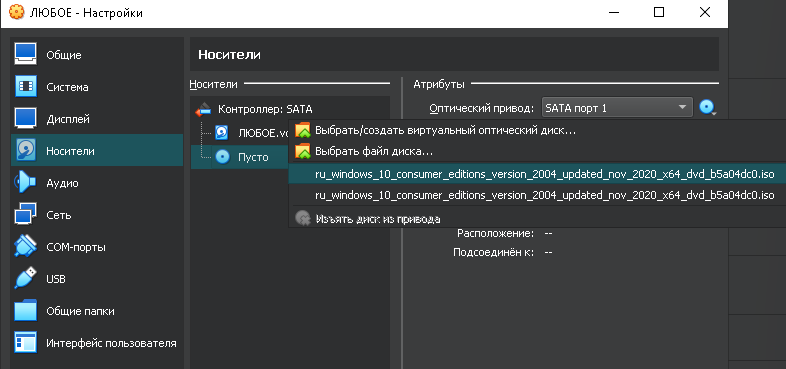 ЛЮБОЕ - Настройки
Общие
Система
Дисплей
Носители
Аудио
Сеть
COM-порты
USB
Общие папки
Интерфейс пользователя
Носители
Носители
Контроллер: SATA
ЛЮБОЕ.vd
Пусто
Атрибуты
Оптический привод: SATA порт 1
Выбрать/создать виртуальный оптический диск...
Выбрать файл диска...
ru_windows_10_consumer_editions_version_2004_updated_nov_2020_x64_dvd_b5a04dc0.iso
ru_windows_10_consumer_editions_version_2004_updated_nov_2020_x64_dvd_b5a04dc0.iso
Изъять диск из привода
Расположение: --
Подсоединён к: --